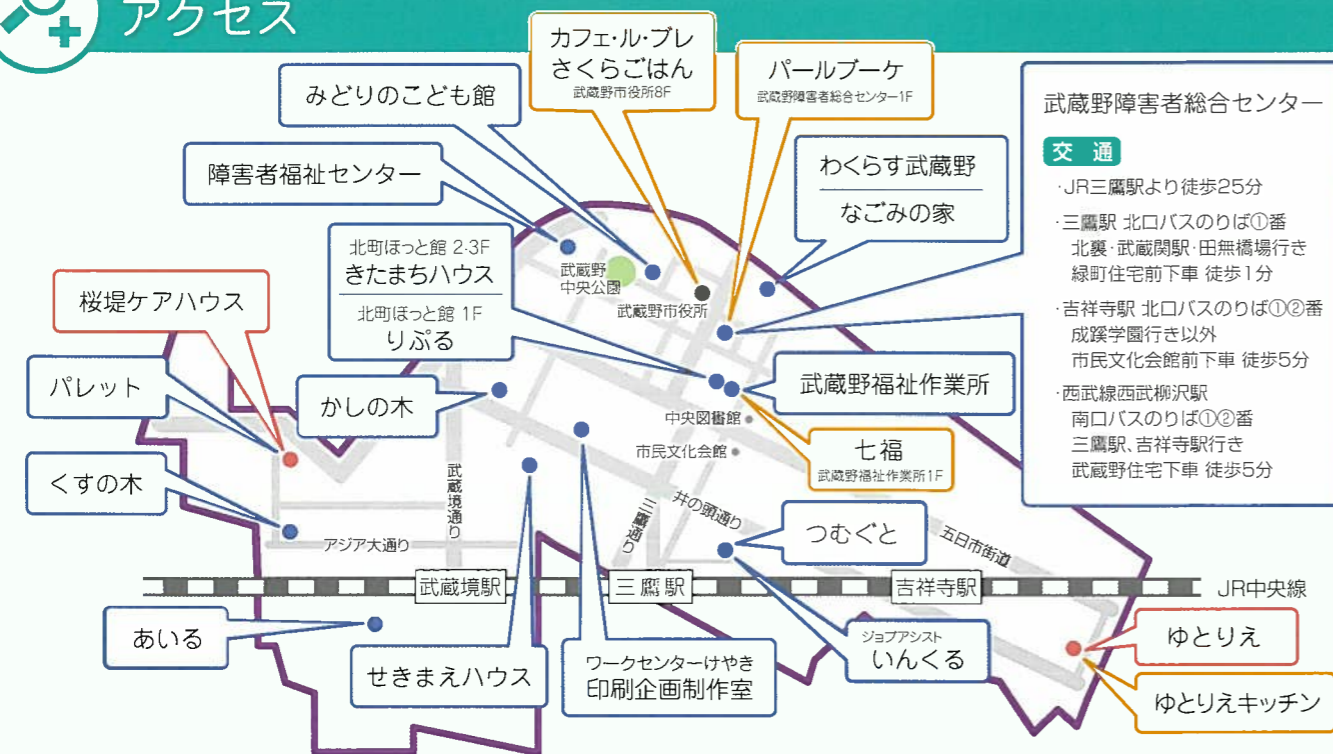 アクセス
カフェ・ル・ブレ
さくらごはん
武蔵野市役所8F
パールブーケ
武蔵野障害者総合センター1F
みどりのこども館
障害者福祉センター
わくらす武蔵野
なごみの家
北町ほっと館 2・3F
きたまちハウス
北町ほっと館 1F
りぷる
桜堤ケアハウス
パレット
くすの木
かしの木
武蔵野
中央公園
武蔵野市役所
武蔵野福祉作業所
中央図書館
七福
武蔵野福祉作業所1F
市民文化会館
武蔵境通り
三鷹通り
井の頭通り
五日市街道
アジア大通り
つむぐと
武蔵境駅
三鷹駅
吉祥寺駅
JR中央線
あいる
せきまえハウス
ワークセンターけやき
印刷企画制作室
ジョブアシスト
いんくる
ゆとりえ
ゆとりえキッチン
武蔵野障害者総合センター
交通
・JR三鷹駅より徒歩25分
・三鷹駅 北口バスのりば①番
北裏・武蔵関駅・田無橋場行き
緑町住宅前下車 徒歩1分
・吉祥寺駅 北口バスのりば①②番
成蹊学園行き以外
市民文化会館前下車 徒歩5分
・西武線西武柳沢駅
南口バスのりば①②番
三鷹駅、吉祥寺駅行き
武蔵野住宅下車 徒歩5分